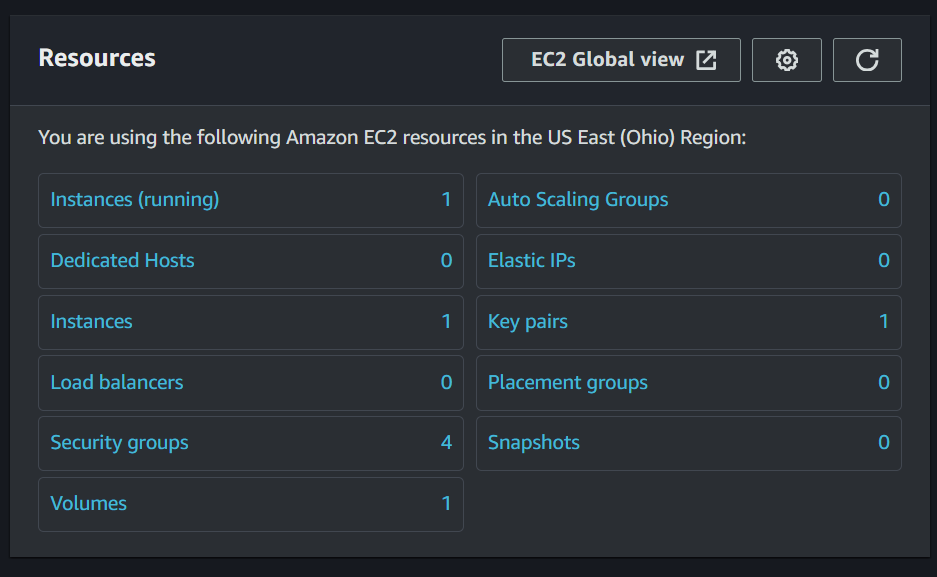 Resources
EC2 Global view
You are using the following Amazon EC2 resources in the US East (Ohio) Region:
Instances (running) 1
Auto Scaling Groups 0
Dedicated Hosts 0
Elastic IPs 0
Instances 1
Key pairs 1
Load balancers 0
Placement groups 0
Security groups 4
Snapshots 0
Volumes 1